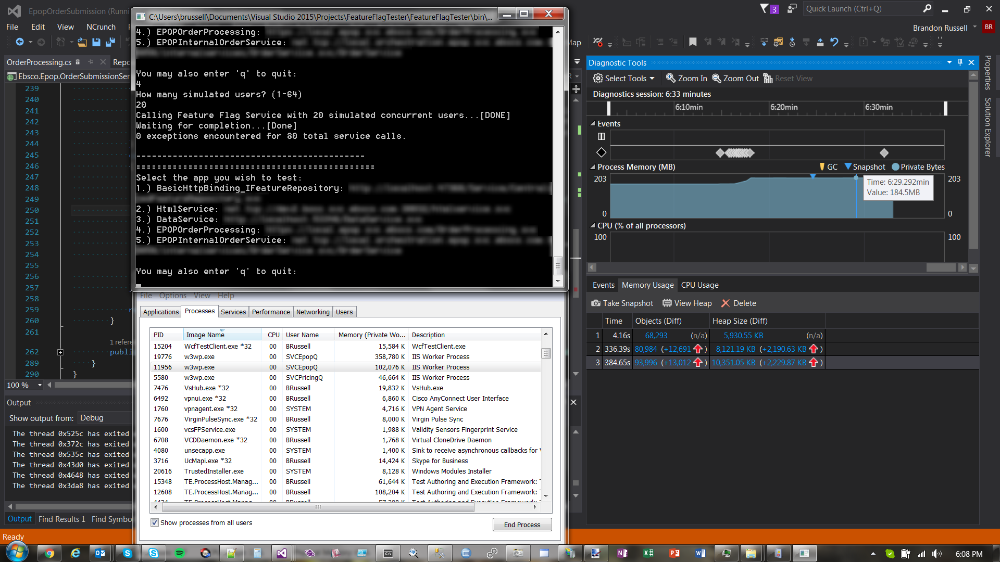 EpopOrderSubmission (Runni
C:\Users\brussell\Documents\Visual Studio 2015\Projects\FeatureFlagTester\FeatureFlagTester\bin\...
3
Quick Launch (Ctrl+Q)
File Edit View NCrunch
Brandon Russell BR
Map
4.) EPOPOrderProcessing:
5.) EPOPInternalOrderService:
You may also enter 'q' to quit:
4
How many simulated users? (1-64)
20
Calling Feature Flag Service with 20 simulated concurrent users...[DONE]
Waiting for completion...[Done]
0 exceptions encountered for 80 total service calls.
--------------------------------------------
==============================================
Select the app you wish to test:
1.) BasicHttpBinding_IFeatureRepository:
2.) HtmlService:
3.) DataService:
4.) EPOPOrderProcessing:
5.) EPOPInternalOrderService:
You may also enter 'q' to quit:
OrderProcessing.cs Repo
Ebsco.Epop.OrderSubmissionSer
239
240
241
242
243
244
245
246
247
248
249
250
251
252
253
254
255
256
257
258
259 r
260 }
261
1 refere
262 publi
289 }
290 }
100 %
Output
Show output from: Debug
The thread 0x525c has exited
The thread 0x372c has exited
The thread 0x535c has exited
The thread 0x43d0 has exited
The thread 0x4648 has exited
The thread 0x3da8 has exited
Output Find Results 1 Find Symbo
Ready
File Options View Help
Applications Processes Services Performance Networking Users
PID Image Name CPU User Name Memory (Private Wo... Description
15204 WcfTestClient.exe *32 00 BRussell 15,584 K WcfTestClient.exe
19776 w3wp.exe 00 SVCEpopQ 358,780 K IIS Worker Process
11956 w3wp.exe 00 SVCEpopQ 102,076 K IIS Worker Process
5580 w3wp.exe 00 SVCPricingQ 46,664 K IIS Worker Process
7476 VsHub.exe *32 00 BRussell 19,832 K VsHub.exe
6492 vpnui.exe *32 00 BRussell 6,860 K Cisco AnyConnect User Interface
1760 vpnagent.exe *32 00 SYSTEM 4,716 K VPN Agent Service
7676 VirginPulseSync.exe *32 00 BRussell 8,000 K Virgin Pulse Sync
1600 vcsFPService.exe 00 SYSTEM 1,988 K Validity Sensors Fingerprint Service
6708 VCDDaemon.exe *32 00 BRussell 1,768 K Virtual CloneDrive Daemon
4080 unsecapp.exe 00 SYSTEM 1,400 K Sink to receive asynchronous callbacks for
3716 UcMapi.exe *32 00 BRussell 14,424 K Skype for Business
20616 TrustedInstaller.exe 00 SYSTEM 8,128 K Windows Modules Installer
15348 TE.ProcessHost.Manag... 00 BRussell 61,644 K Test Authoring and Execution Framework:
12608 TE.ProcessHost.Manag... 00 BRussell 108,204 K Test Authoring and Execution Framework:
Show processes from all users
End Process
Diagnostic Tools
Select Tools Zoom In Zoom Out Reset View
Diagnostics session: 6:33 minutes
6:10min 6:20min 6:30min
Events
Process Memory (MB) GC Snapshot Private Bytes
203 203
Time: 6:29.292min
Value: 184.5MB
0 0
CPU (% of all processors)
100 100
Events Memory Usage CPU Usage
Take Snapshot View Heap Delete
Time Objects (Diff) Heap Size (Diff)
1 4.16s 68,293 (n/a) 5,930.55 KB (n/a)
2 336.39s 80,984 (+12,691 ) 8,121.19 KB (+2,190.63 KB )
3 384.65s 93,996 (+13,012 ) 10,351.05 KB (+2,229.87 KB )
Properties
Solution Explorer
6:08 PM